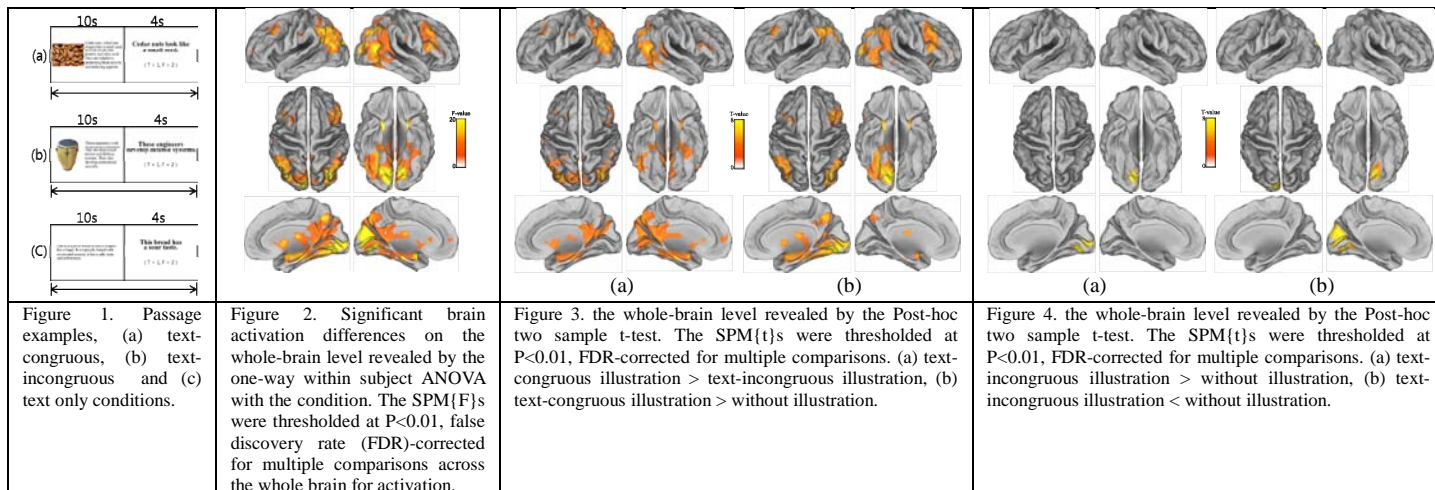 10s 4s
(a)
Cedar nuts look like
a small seed.
( T = 1, F = 2 )
10s 4s
(b)
These engineers
develop defense systems.
( T = 1, F = 2 )
10s 4s
(C)
This bread has
a sour taste.
( T = 1, F = 2 )
F-value
20
0
T-value
8
0
T-value
8
0
(a) (b)
(a) (b)
Figure 1. Passage
examples, (a) text-
congruous, (b) text-
incongruous and (c)
text only conditions.
Figure 2. Significant brain
activation differences on the
whole-brain level revealed by the
one-way within subject ANOVA
with the condition. The SPM{F}s
were thresholded at P<0.01, false
discovery rate (FDR)-corrected
for multiple comparisons across
the whole brain for activation.
Figure 3. the whole-brain level revealed by the Post-hoc
two sample t-test. The SPM{t}s were thresholded at
P<0.01, FDR-corrected for multiple comparisons. (a) text-
congruous illustration > text-incongruous illustration, (b)
text-congruous illustration > without illustration.
Figure 4. the whole-brain level revealed by the Post-hoc
two sample t-test. The SPM{t}s were thresholded at
P<0.01, FDR-corrected for multiple comparisons. (a) text-
incongruous illustration > without illustration, (b) text-
incongruous illustration < without illustration.